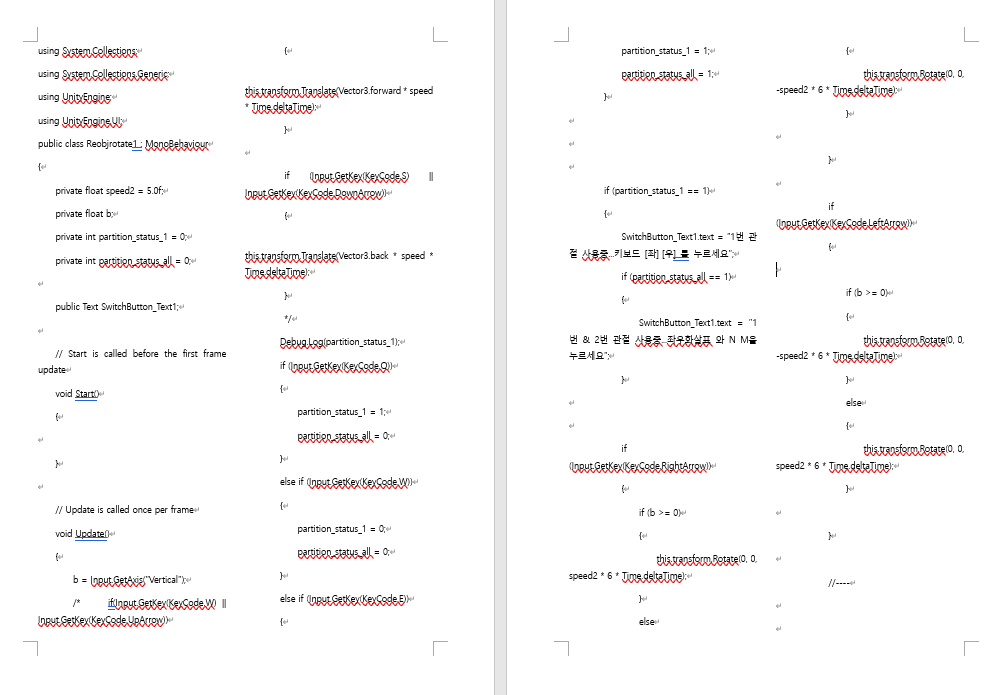 using System.Collections;
using System.Collections.Generic;
using UnityEngine;
using UnityEngine.UI;
public class Reobjrotate1 : MonoBehaviour
{
private float speed2 = 5.0f;
private float b;
private int partition_status_1 = 0;
private int partition_status_all = 0;
public Text SwitchButton_Text1;
// Start is called before the first frame
update
void Start()
{
}
// Update is called once per frame
void Update()
{
b = Input.GetAxis("Vertical");
/* if(Input.GetKey(KeyCode.W) ||
Input.GetKey(KeyCode.UpArrow))
{
this.transform.Translate(Vector3.forward * speed
* Time.deltaTime);
}
if (Input.GetKey(KeyCode.S) ||
Input.GetKey(KeyCode.DownArrow))
{
this.transform.Translate(Vector3.back * speed *
Time.deltaTime);
}
*/
Debug.Log(partition_status_1);
if (Input.GetKey(KeyCode.Q))
{
partition_status_1 = 1;
partition_status_all = 0;
}
else if (Input.GetKey(KeyCode.W))
{
partition_status_1 = 0;
partition_status_all = 0;
}
else if (Input.GetKey(KeyCode.E))
{
partition_status_1 = 1;
partition_status_all = 1;
}
if (partition_status_1 == 1)
{
SwitchButton_Text1.text = "1번 관
절 사용중...키보드 [좌] [우] 를 누르세요";
if (partition_status_all == 1)
{
SwitchButton_Text1.text = "1
번 & 2번 관절 사용중. 좌우화살표 와 N M을
누르세요";
}
if
(Input.GetKey(KeyCode.RightArrow))
{
if (b >= 0)
{
this.transform.Rotate(0, 0,
speed2 * 6 * Time.deltaTime);
}
else
{
this.transform.Rotate(0, 0,
-speed2 * 6 * Time.deltaTime);
}
}
if
(Input.GetKey(KeyCode.LeftArrow))
{
if (b >= 0)
{
this.transform.Rotate(0, 0,
-speed2 * 6 * Time.deltaTime);
}
else
{
this.transform.Rotate(0, 0,
speed2 * 6 * Time.deltaTime);
}
}
//----